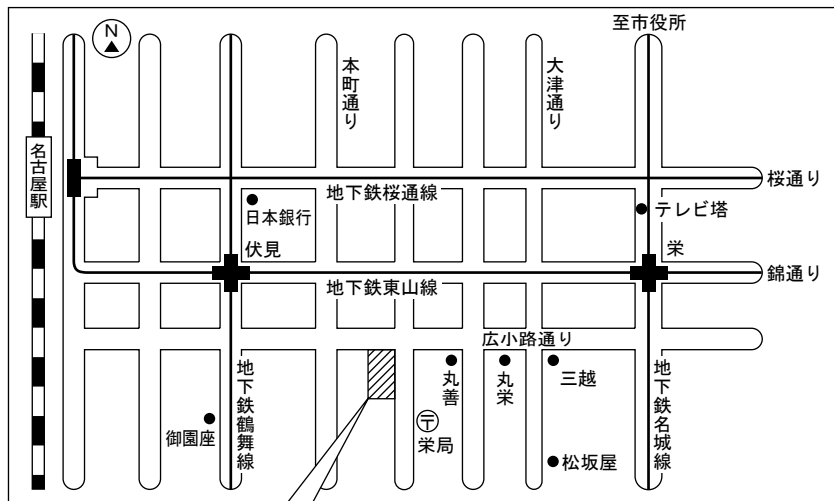 至市役所
N
本町通り
大津通り
名古屋駅
桜通り
地下鉄桜通線
日本銀行
テレビ塔
伏見
栄
錦通り
地下鉄東山線
広小路通り
地下鉄鶴舞線
丸善
丸栄
三越
地下鉄名城線
御園座
〒
栄局
松坂屋